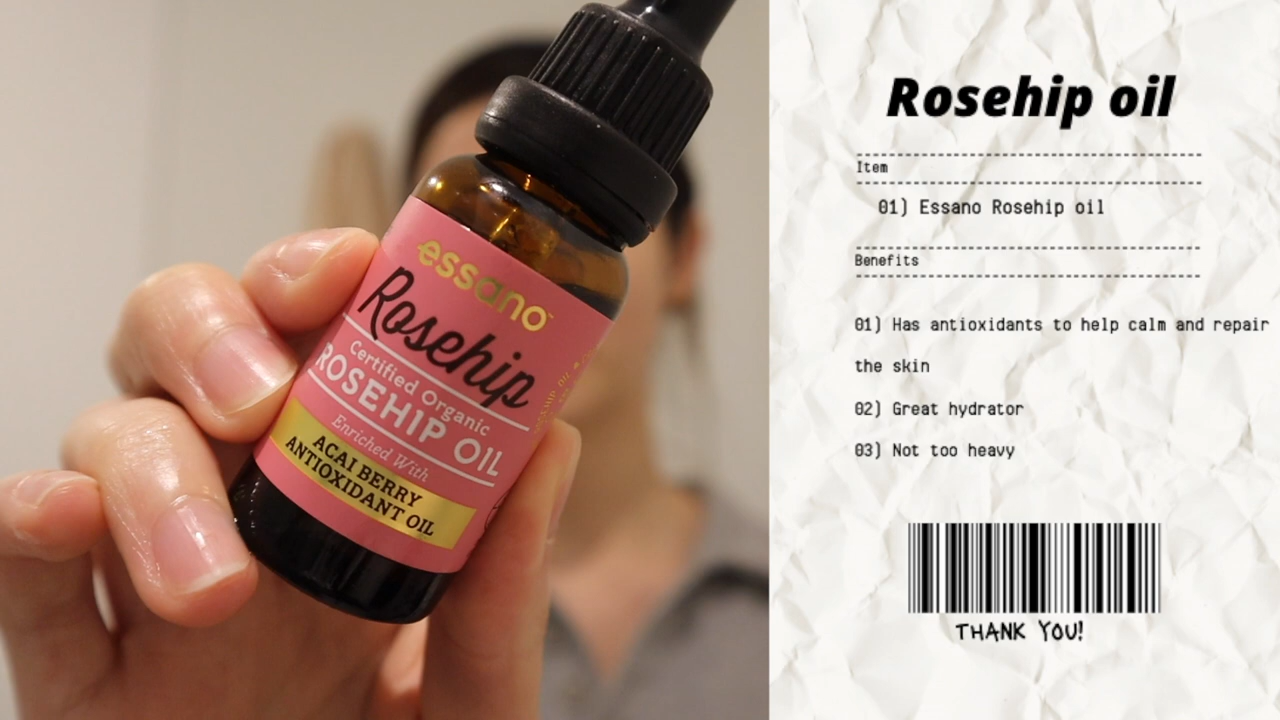 essano
Rosehip
Certified Organic
ROSEHIP OIL
Enriched With
ACAI BERRY
ANTIOXIDANT OIL
Rosehip oil
Item
01) Essano Rosehip oil
Benefits
01) Has antioxidants to help calm and repair
the skin
02) Great hydrator
03) Not too heavy
THANK YOU!